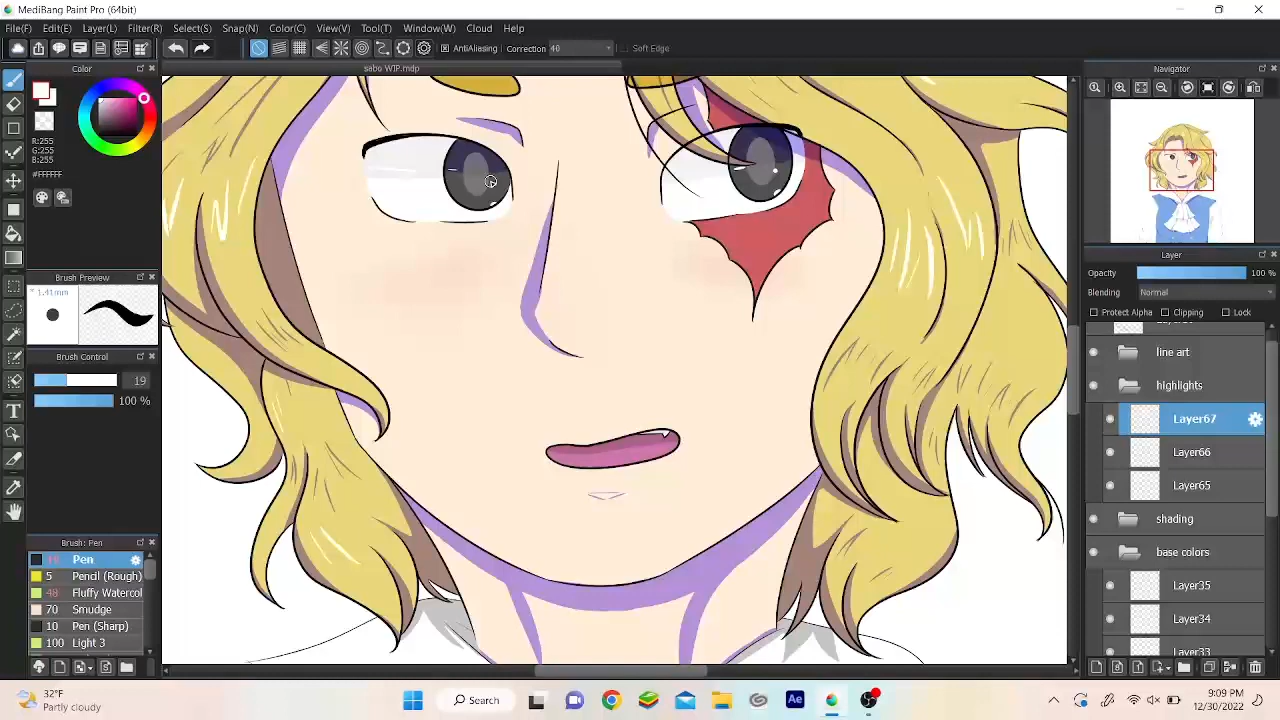 MediBang Paint Pro (64bit)
File(F) Edit(E) Layer(L) Filter(R) Select(S) Snap(N) Color(C) View(V) Tool(T) Window(W) Cloud Help
AntiAliasing Correction 40 Soft Edge
Color
sabo WIP.mdp
Navigator
R:255
G:255
B:255
#FFFFFF
Brush Preview
1.41mm
Brush Control
19
100 %
Brush: Pen
Pen
5 Pencil (Rough)
48 Fluffy Watercol
70 Smudge
10 Pen (Sharp)
100 Light 3
Layer
Opacity 100 %
Blending Normal
Protect Alpha Clipping Lock
line art
highlights
Layer67
Layer66
Layer65
shading
base colors
Layer35
Layer34
Layer33
32°F
Partly cloudy
Search
Ae
9:09 PM
12/30/2022